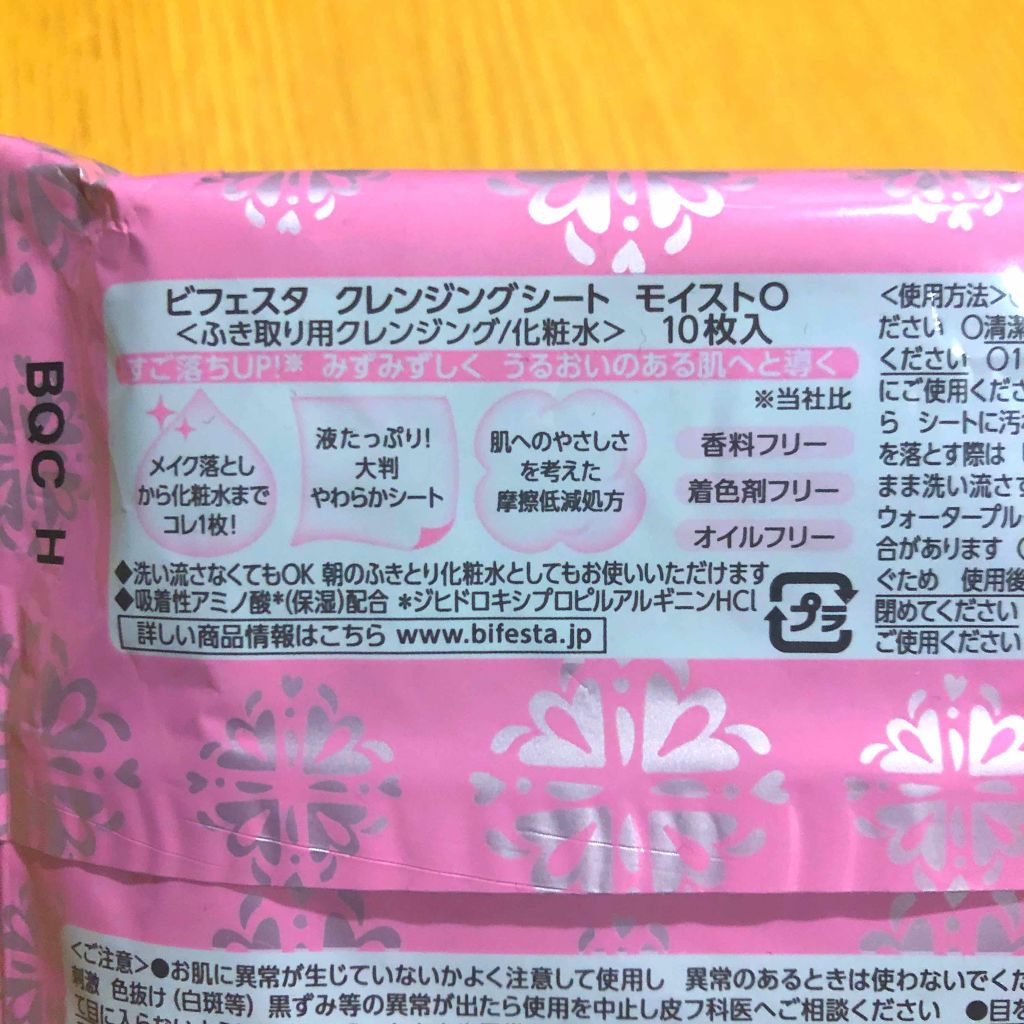 ビフェスタ クレンジングシート モイストO
<ふき取り用クレンジング/化粧水> 10枚入
すご落ちUP!※ みずみずしく うるおいのある肌へと導く
※当社比
メイク落とし
から化粧水まで
コレ1枚!
液たっぷり!
大判
やわらかシート
肌へのやさしさ
を考えた
摩擦低減処方
香料フリー
着色剤フリー
オイルフリー
◆洗い流さなくてもOK 朝のふきとり化粧水としてもお使いいただけます
◆吸着性アミノ酸*(保湿)配合 *ジヒドロキシプロピルアルギニンHCl
詳しい商品情報はこちら www.bifesta.jp
プラ
<使用方法>
ださい ○清潔
ください ○1
にご使用くださ
ら シートに汚れ
を落とす際は
まま洗い流さず
ウォータープル
合があります
ぐため 使用後
閉めてください
ご使用ください
BQC H
<ご注意>●お肌に異常が生じていないかよく注意して使用し 異常のあるときは使わないでくだ
刺激 色抜け(白斑等) 黒ずみ等の異常が出たら使用を中止し皮フ科医へご相談ください ●目を
て目に入らない